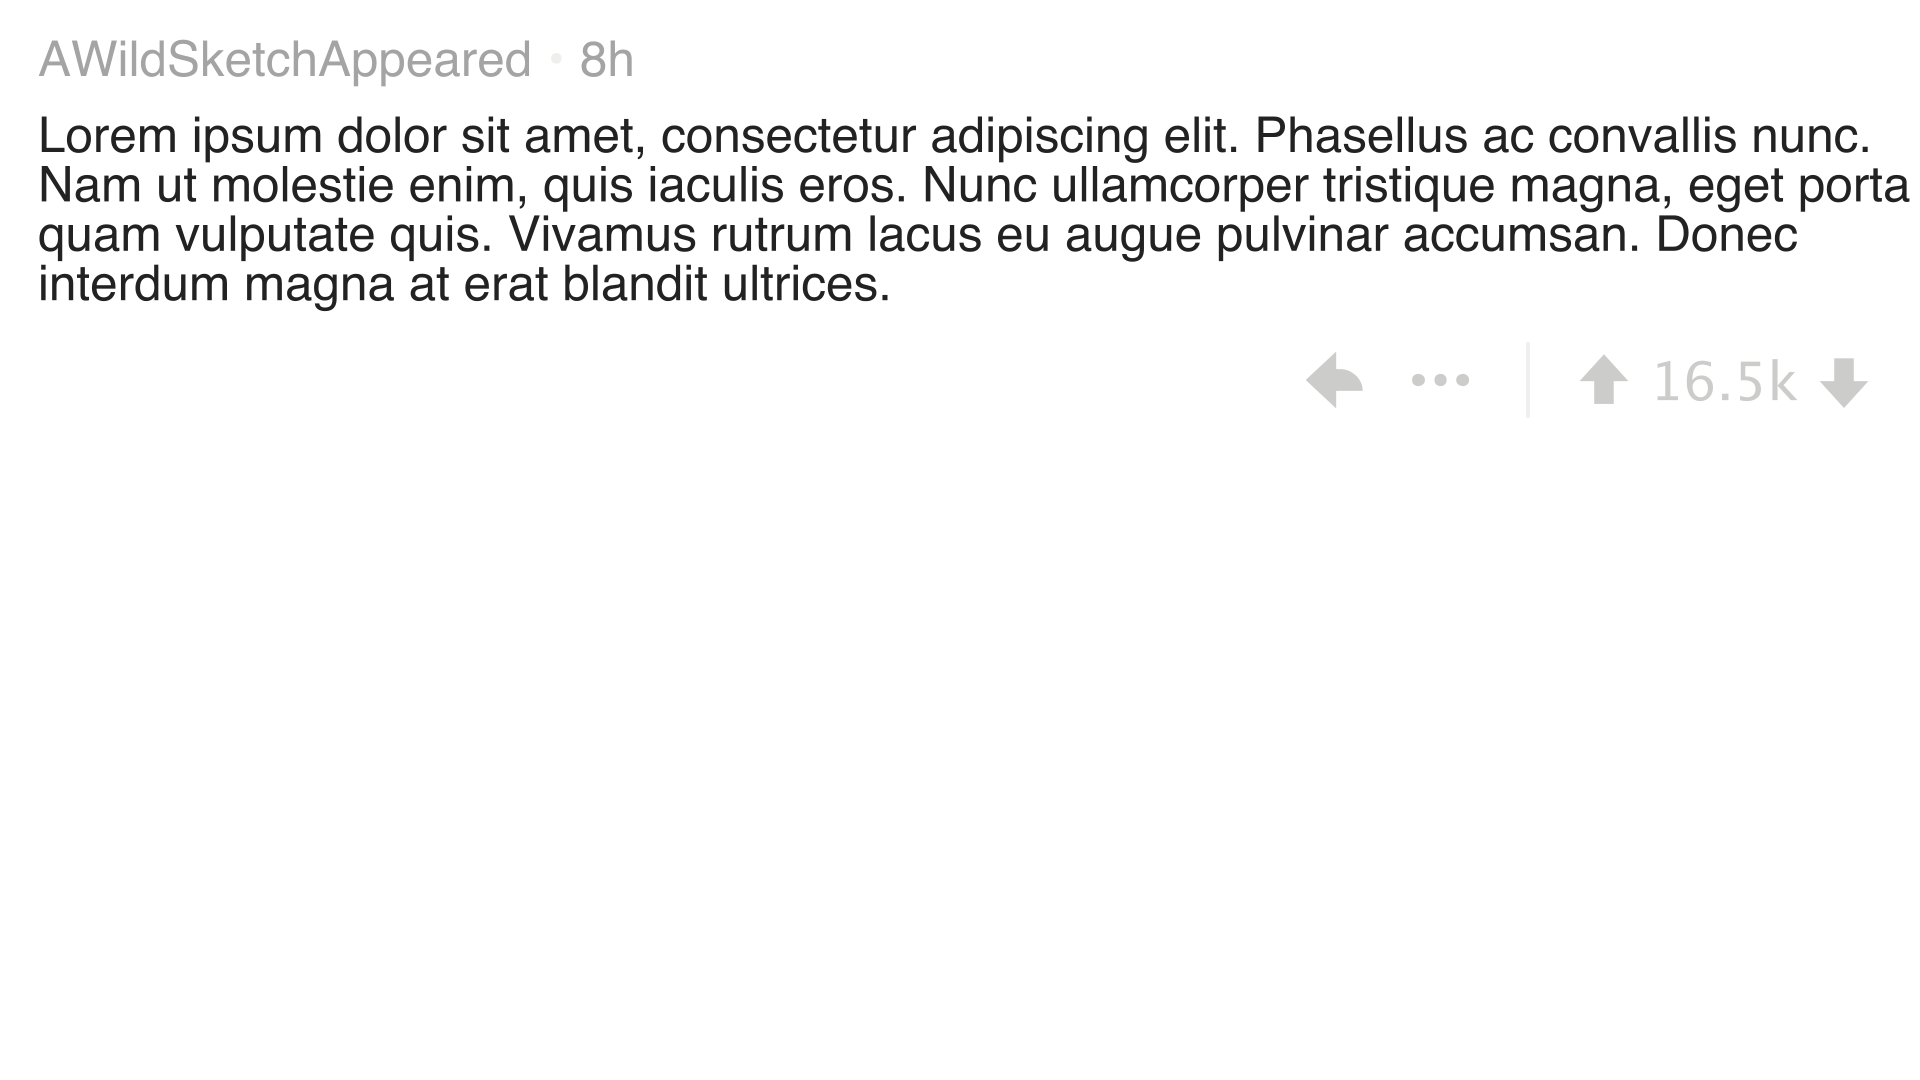 AWildSketchAppeared • 8h
Lorem ipsum dolor sit amet, consectetur adipiscing elit. Phasellus ac convallis nunc.
Nam ut molestie enim, quis iaculis eros. Nunc ullamcorper tristique magna, eget porta
quam vulputate quis. Vivamus rutrum lacus eu augue pulvinar accumsan. Donec
interdum magna at erat blandit ultrices.
16.5k